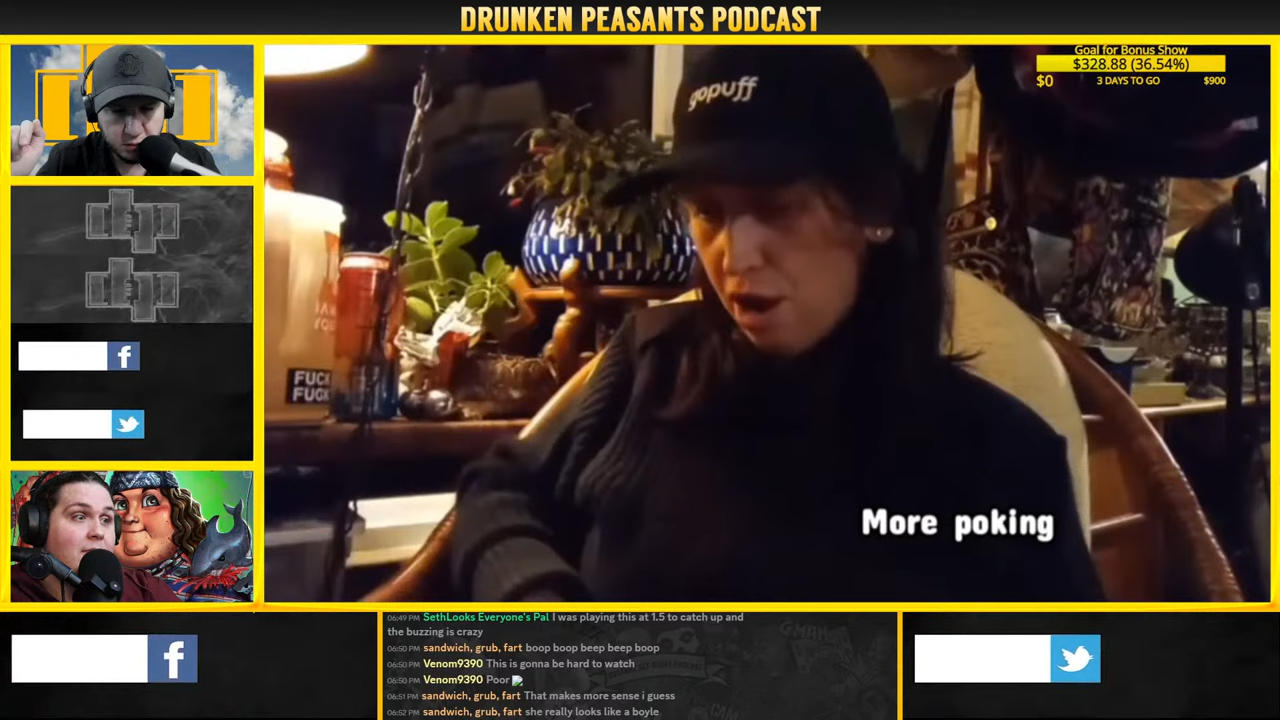 DRUNKEN PEASANTS PODCAST
Goal for Bonus Show
$328.88 (36.54%)
$0 3 DAYS TO GO $900
gopuff
FUCK
FUCK
More poking
06:49 PM SethLooks Everyone's Pal I was playing this at 1.5 to catch up and
the buzzing is crazy
06:50 PM sandwich, grub, fart boop boop beep beep boop
06:50 PM Venom9390 This is gonna be hard to watch
06:50 PM Venom9390 Poor
06:51 PM sandwich, grub, fart That makes more sense i guess
06:52 PM sandwich, grub, fart she really looks like a boyle